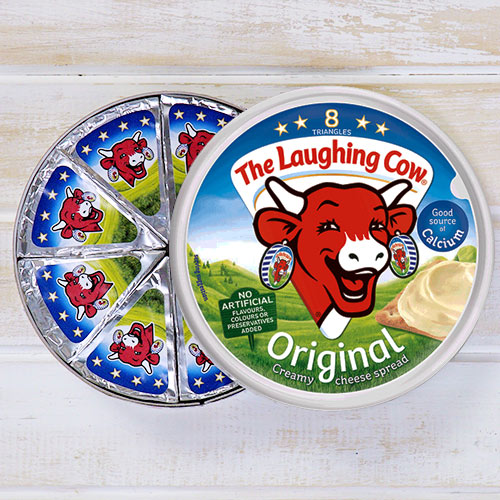 8
TRIANGLES
The Laughing Cow®
Good
source
of
Calcium
NO
ARTIFICIAL
FLAVOURS,
COLOURS OR
PRESERVATIVES
ADDED
Original
Creamy cheese spread